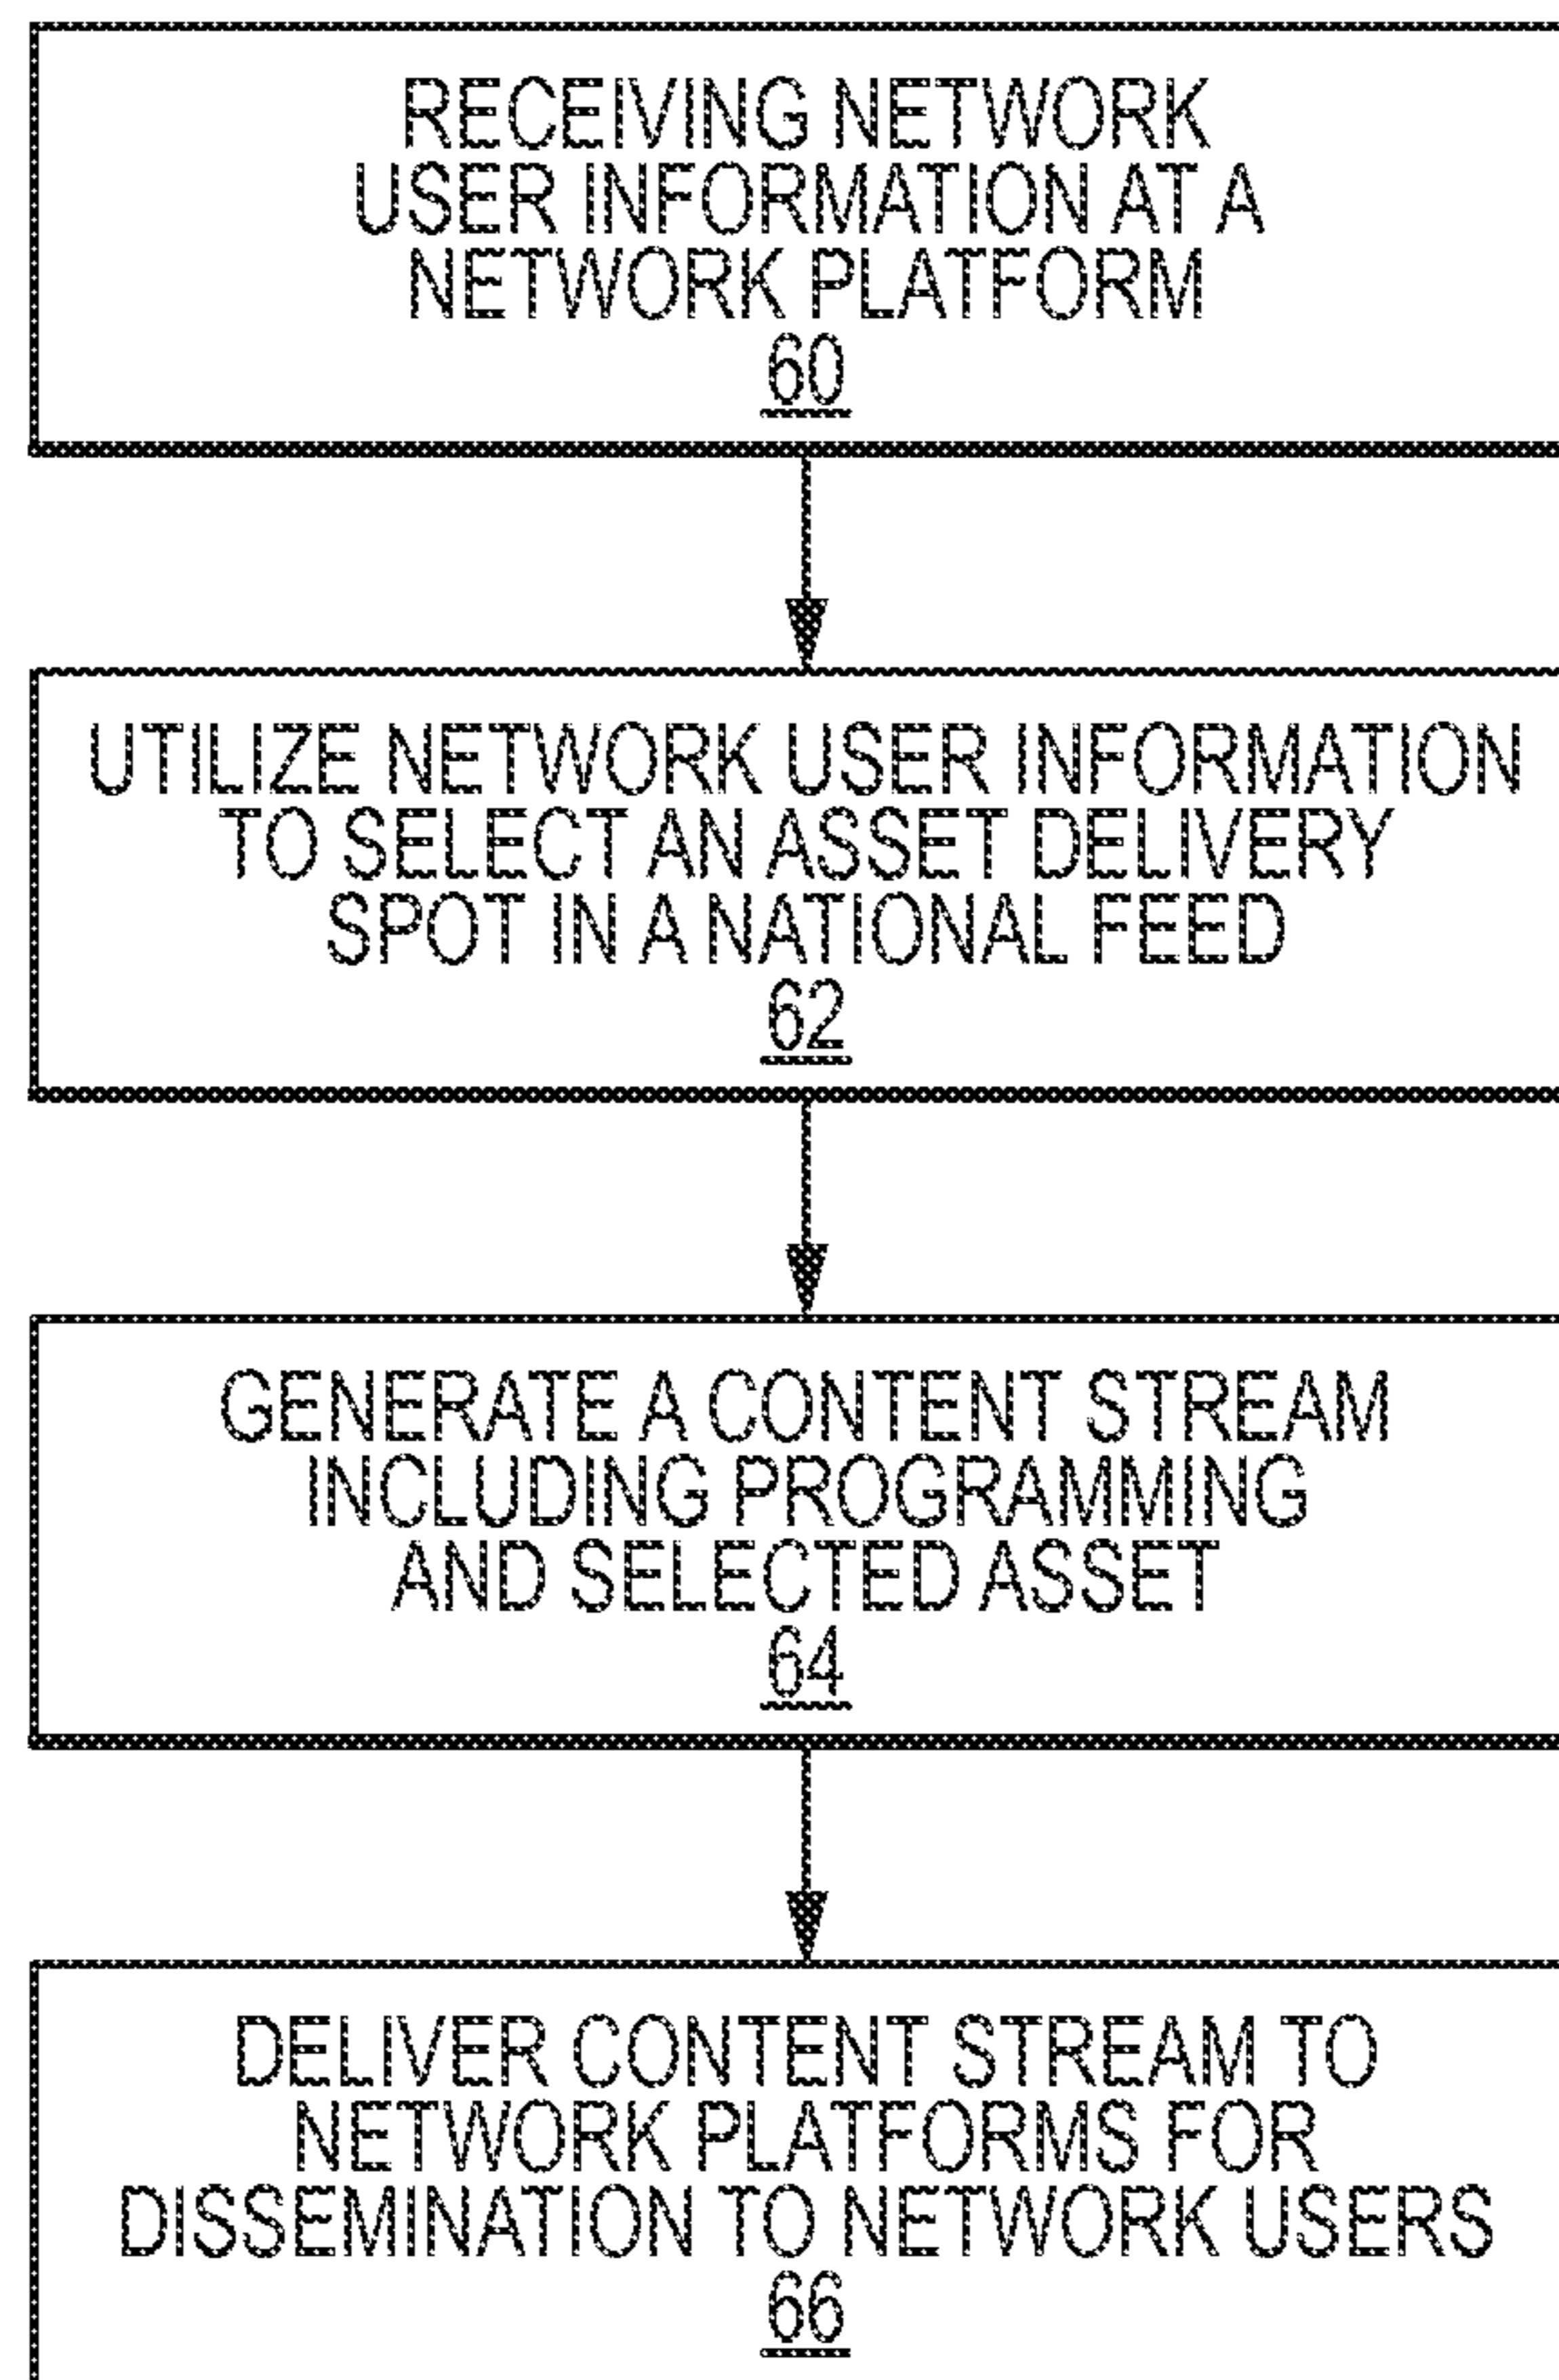 RECEIVING NETWORK
USER INFORMATION AT A
NETWORK PLATFORM
60
UTILIZE NETWORK USER INFORMATION
TO SELECT AN ASSET DELIVERY
SPOT IN A NATIONAL FEED
62
GENERATE A CONTENT STREAM
INCLUDING PROGRAMMING
AND SELECTED ASSET
64
DELIVER CONTENT STREAM TO
NETWORK PLATFORMS FOR
DISSEMINATION TO NETWORK USERS
66